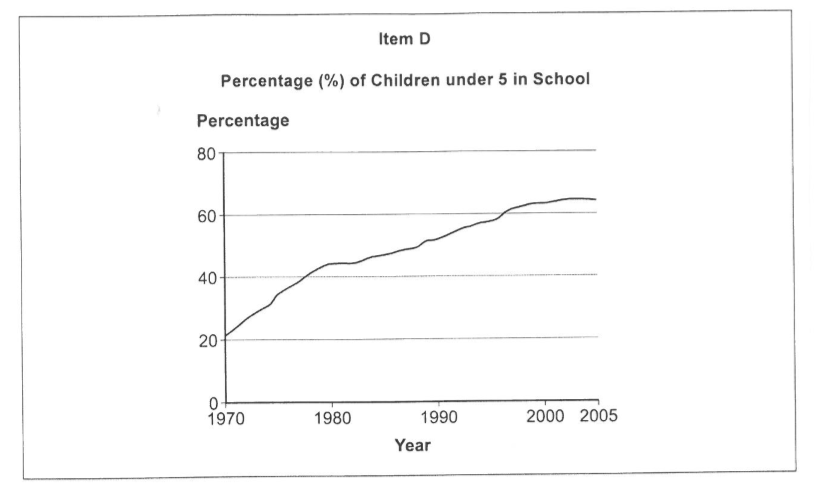 Item D
Percentage (%) of Children under 5 in School
Percentage
80
60
40
20
0
1970 1980 1990 2000 2005
Year